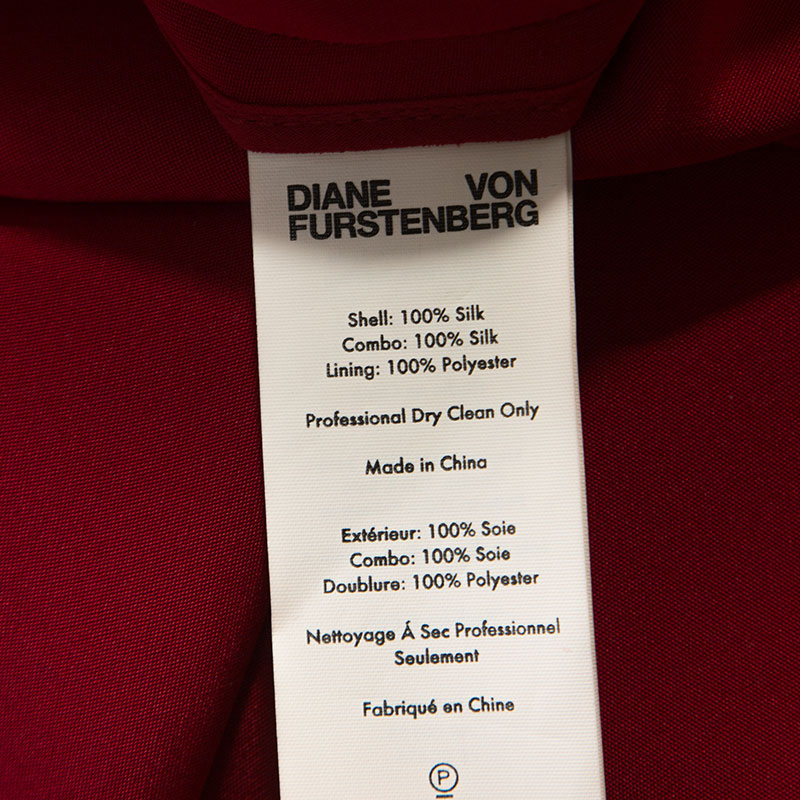 DIANE VON
FURSTENBERG
Shell: 100% Silk
Combo: 100% Silk
Lining: 100% Polyester
Professional Dry Clean Only
Made in China
Extérieur: 100% Soie
Combo: 100% Soie
Doublure: 100% Polyester
Nettoyage Á Sec Professionnel
Seulement
Fabriqué en Chine
P